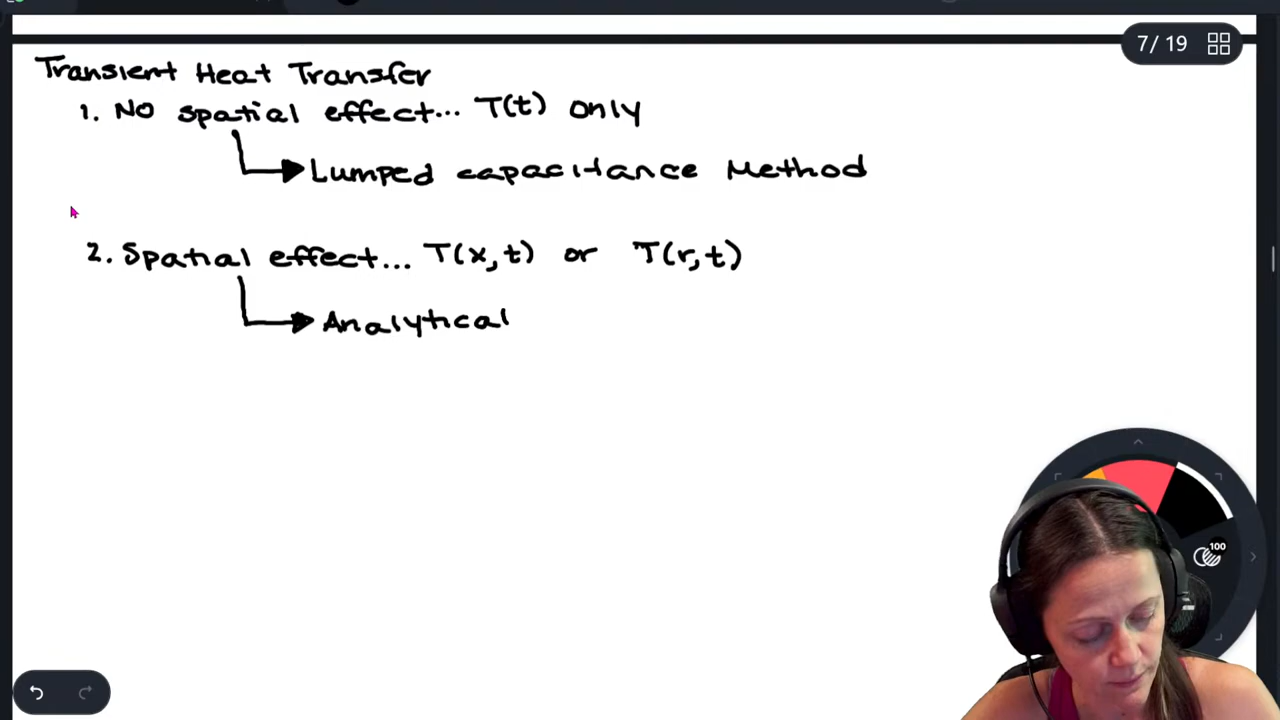 7/19
Transient Heat Transfer
1. No spatial effect... T(t) only
Lumped capacitance Method
2. Spatial effect... T(x,t) or T(r,t)
Analytical
100